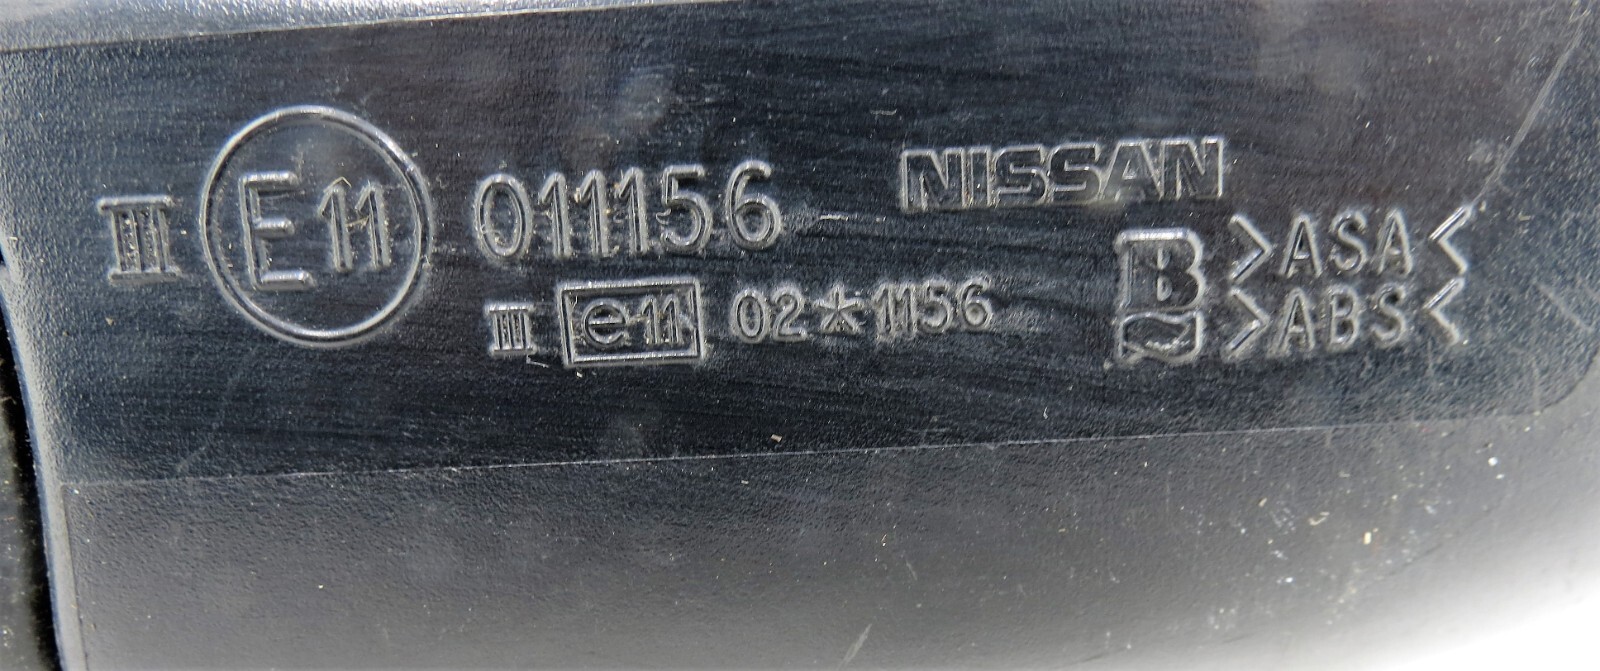 III E11 011156 NISSAN
III e11 02*1156
B >ASA<
>ABS<